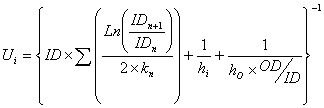 U_i = { ID × ∑ ( Ln( ID_{n+1} / ID_n ) / ( 2 × k_n ) ) + 1 / h_i + 1 / ( h_O × OD/ID ) }^{-1}